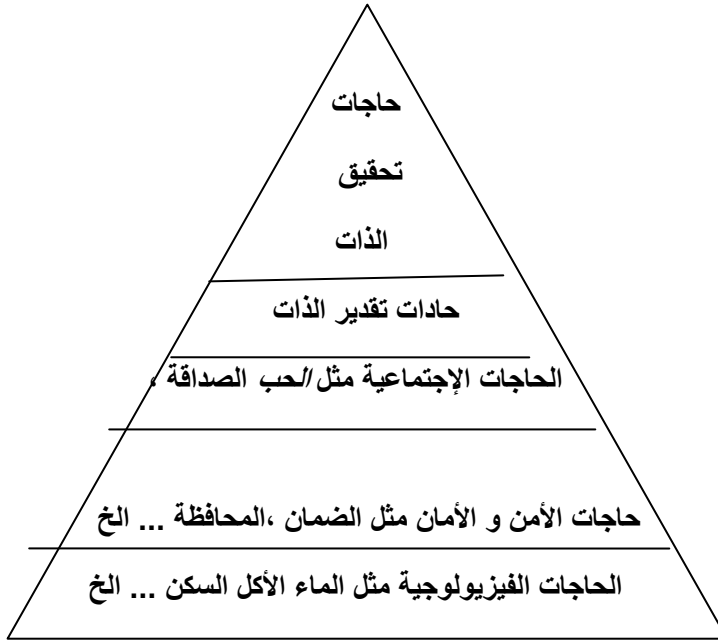 حاجات
تحقيق
الذات
حادات تقدير الذات
الحاجات الإجتماعية مثل الحب الصداقة ،
حاجات الأمن و الأمان مثل الضمان ،المحافظة ... الخ
الحاجات الفيزيولوجية مثل الماء الأكل السكن ... الخ